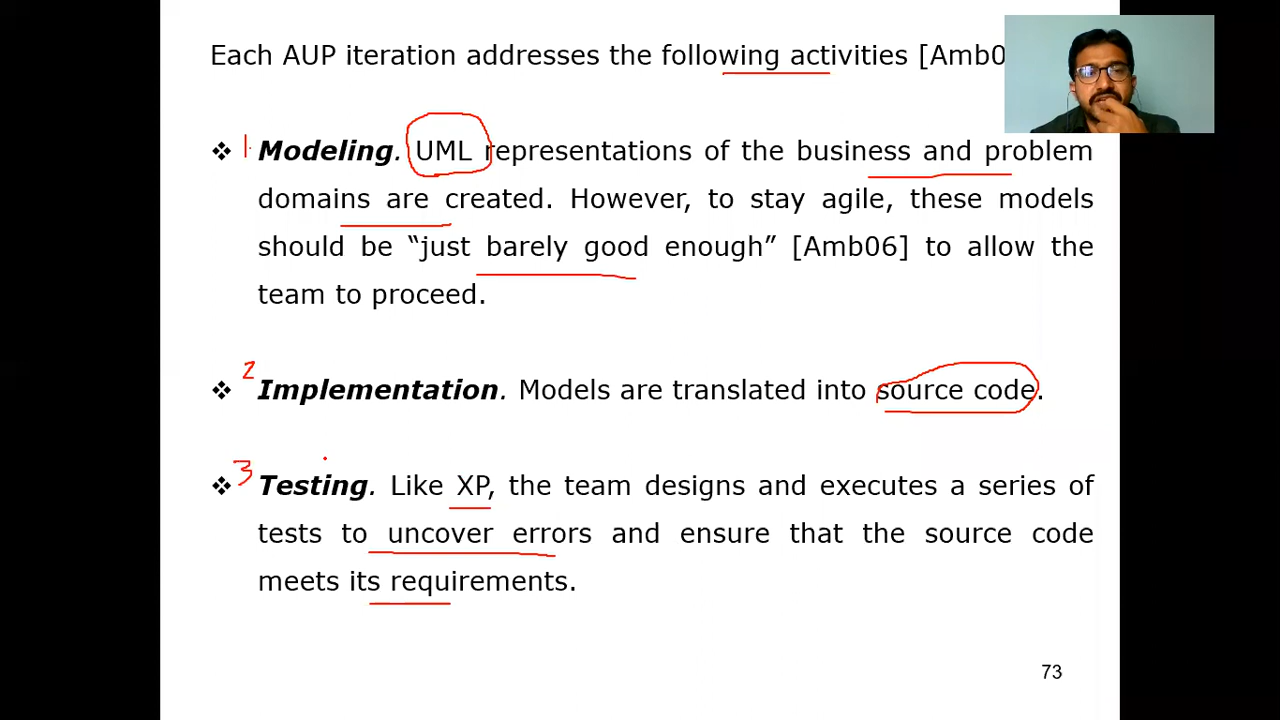 Each AUP iteration addresses the following activities [Amb0
1 ❖ Modeling. UML representations of the business and problem
domains are created. However, to stay agile, these models
should be “just barely good enough” [Amb06] to allow the
team to proceed.
2 ❖ Implementation. Models are translated into source code.
3 ❖ Testing. Like XP, the team designs and executes a series of
tests to uncover errors and ensure that the source code
meets its requirements.
73